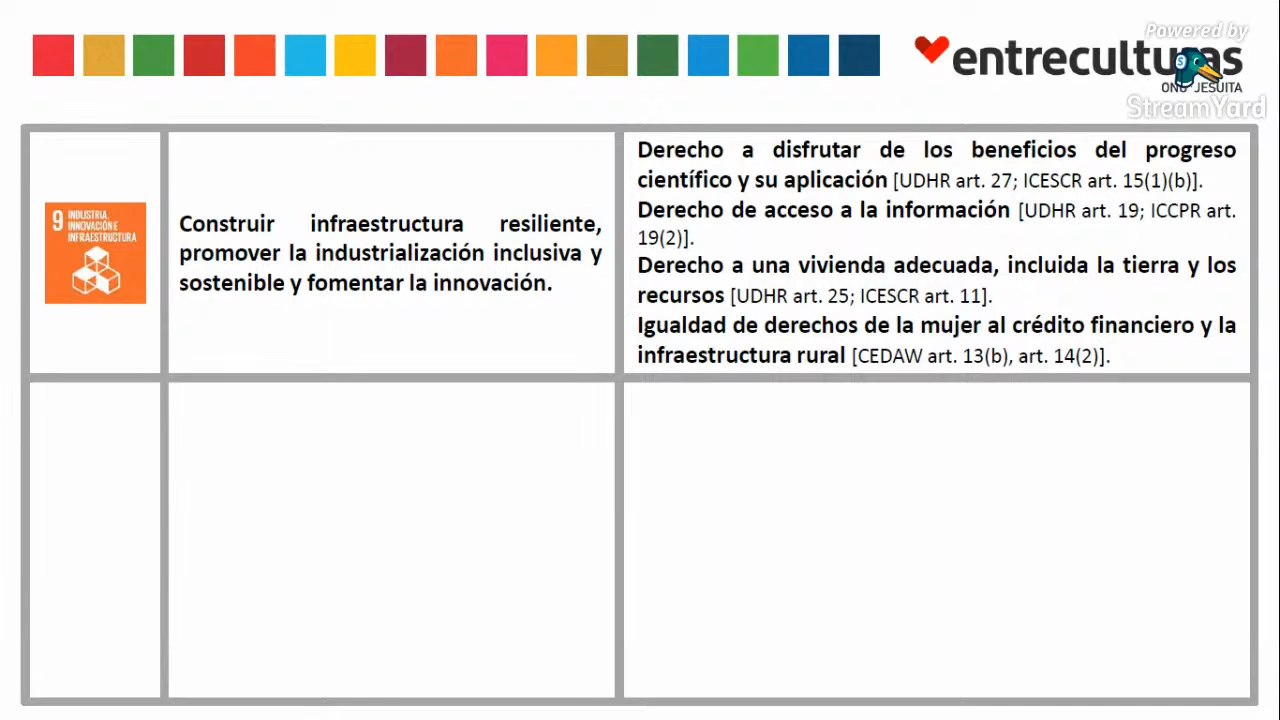 Powered by
entreculturas
ONG JESUITA
StreamYard
9 INDUSTRIA,
INNOVACIÓN E
INFRAESTRUCTURA
Construir infraestructura resiliente,
promover la industrialización inclusiva y
sostenible y fomentar la innovación.
Derecho a disfrutar de los beneficios del progreso
científico y su aplicación [UDHR art. 27; ICESCR art. 15(1)(b)].
Derecho de acceso a la información [UDHR art. 19; ICCPR art.
19(2)].
Derecho a una vivienda adecuada, incluida la tierra y los
recursos [UDHR art. 25; ICESCR art. 11].
Igualdad de derechos de la mujer al crédito financiero y la
infraestructura rural [CEDAW art. 13(b), art. 14(2)].